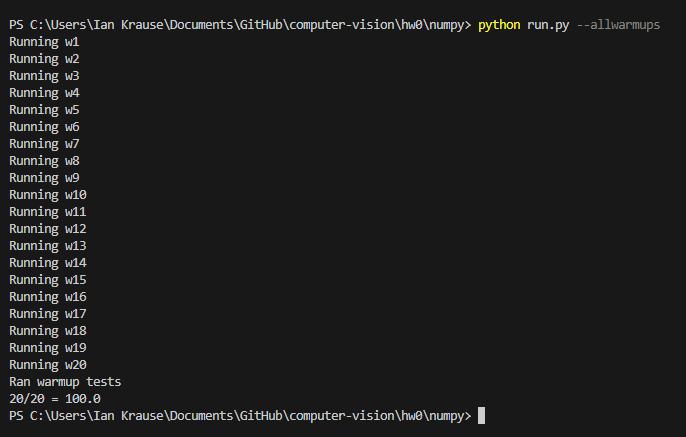 PS C:\Users\Ian Krause\Documents\GitHub\computer-vision\hw0\numpy> python run.py --allwarmups
Running w1
Running w2
Running w3
Running w4
Running w5
Running w6
Running w7
Running w8
Running w9
Running w10
Running w11
Running w12
Running w13
Running w14
Running w15
Running w16
Running w17
Running w18
Running w19
Running w20
Ran warmup tests
20/20 = 100.0
PS C:\Users\Ian Krause\Documents\GitHub\computer-vision\hw0\numpy>